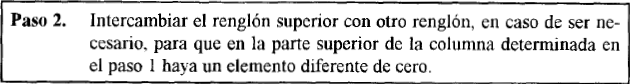 Paso 2. Intercambiar el renglón superior con otro renglón, en caso de ser ne-
cesario, para que en la parte superior de la columna determinada en
el paso 1 haya un elemento diferente de cero.